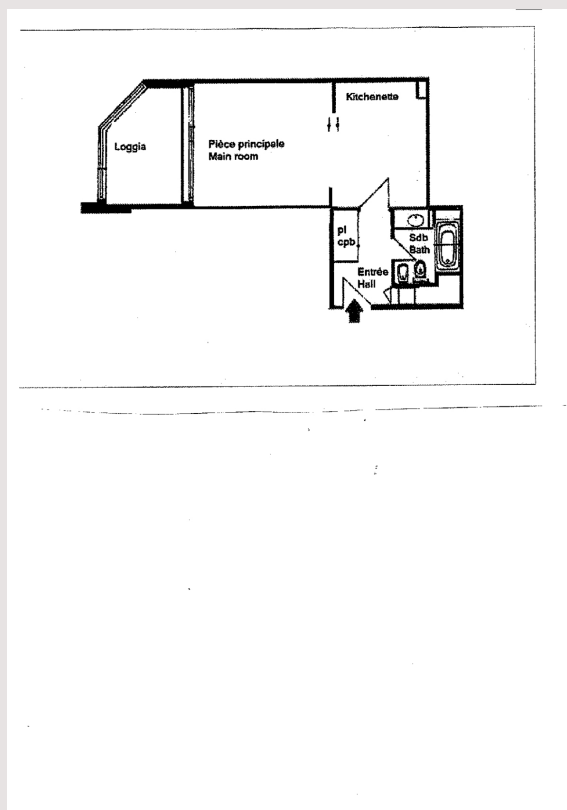 Kitchenette
Loggia
Pièce principale
Main room
pl
cpb
Sdb
Bath
Entrée
Hall